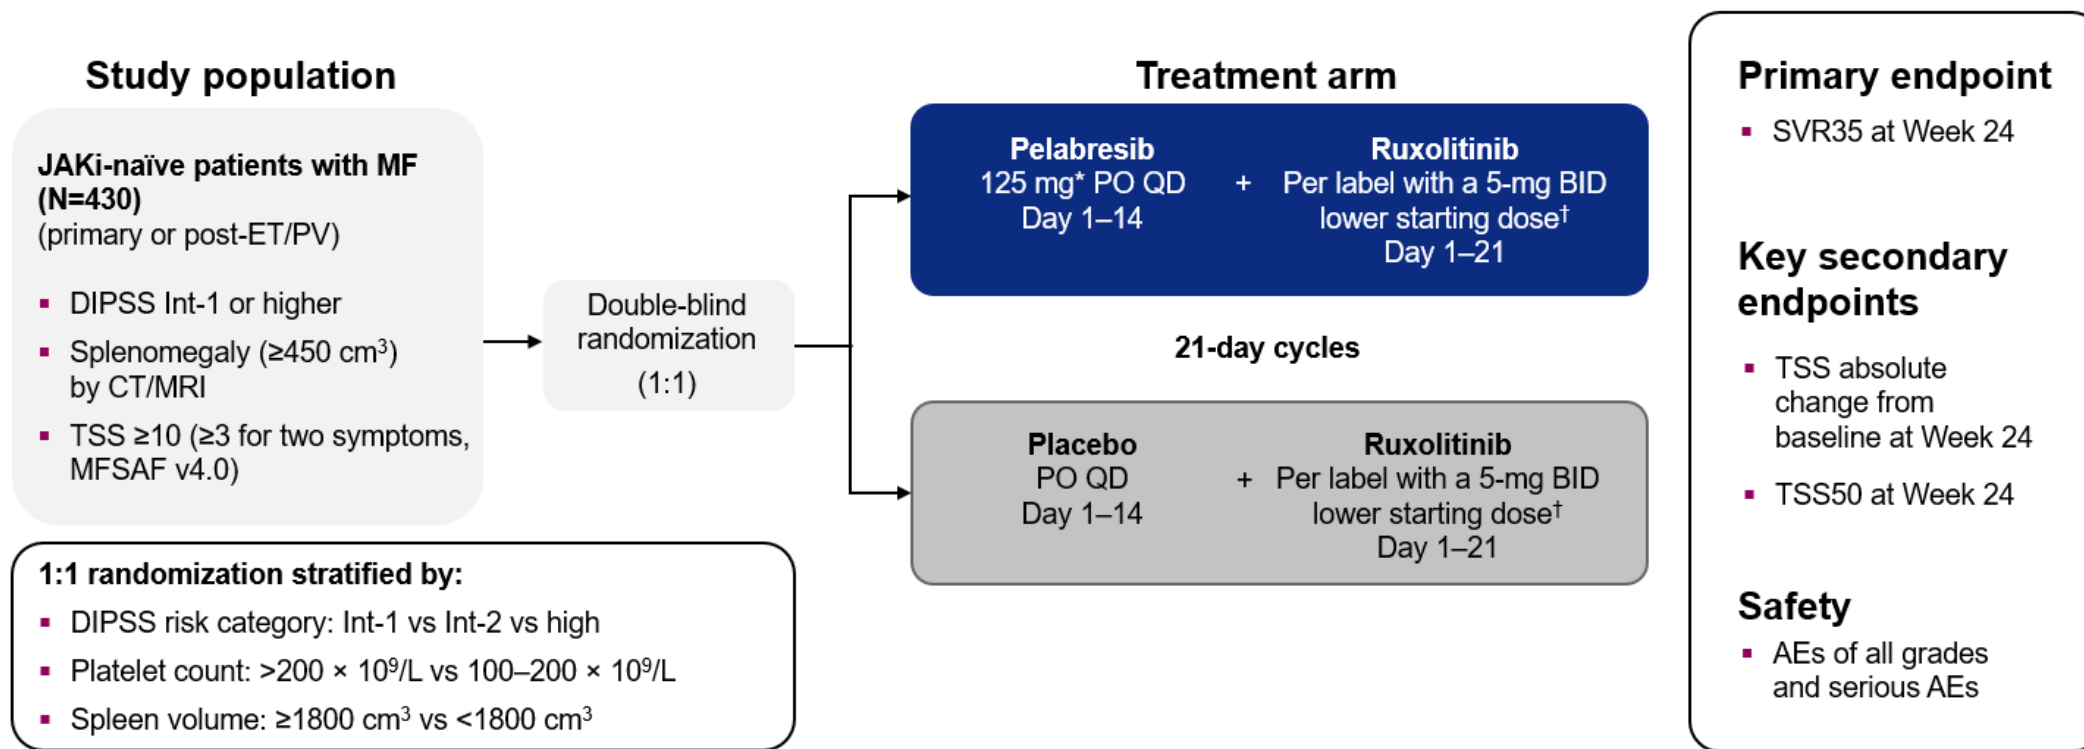 Study population
JAKi-naïve patients with MF
(N=430)
(primary or post-ET/PV)
▪ DIPSS Int-1 or higher
▪ Splenomegaly (≥450 cm³)
by CT/MRI
▪ TSS ≥10 (≥3 for two symptoms,
MFSAF v4.0)
1:1 randomization stratified by:
▪ DIPSS risk category: Int-1 vs Int-2 vs high
▪ Platelet count: >200 × 10⁹/L vs 100–200 × 10⁹/L
▪ Spleen volume: ≥1800 cm³ vs <1800 cm³
Double-blind
randomization
(1:1)
Treatment arm
Pelabresib
125 mg* PO QD
Day 1–14
+
Ruxolitinib
Per label with a 5-mg BID
lower starting dose†
Day 1–21
21-day cycles
Placebo
PO QD
Day 1–14
+
Ruxolitinib
Per label with a 5-mg BID
lower starting dose†
Day 1–21
Primary endpoint
▪ SVR35 at Week 24
Key secondary
endpoints
▪ TSS absolute
change from
baseline at Week 24
▪ TSS50 at Week 24
Safety
▪ AEs of all grades
and serious AEs